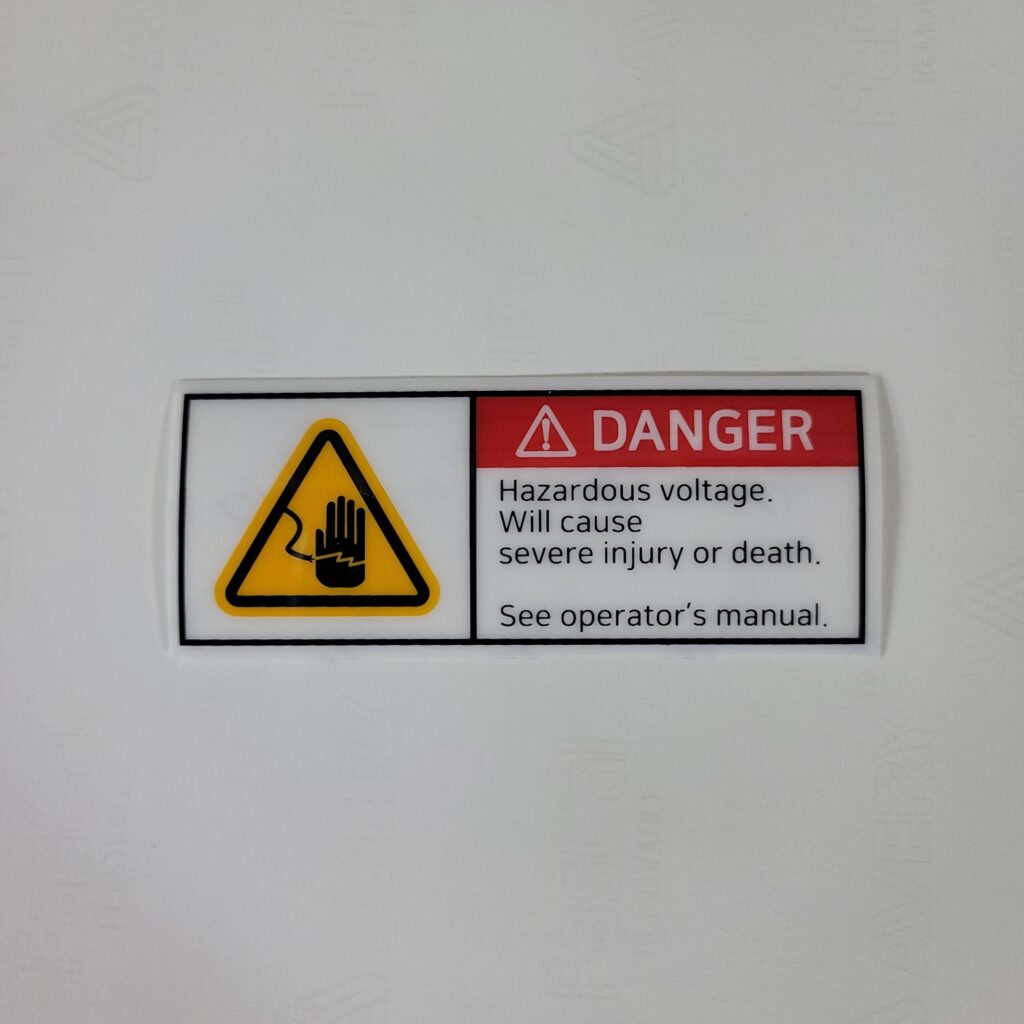 DANGER
Hazardous voltage.
Will cause
severe injury or death.
See operator's manual.